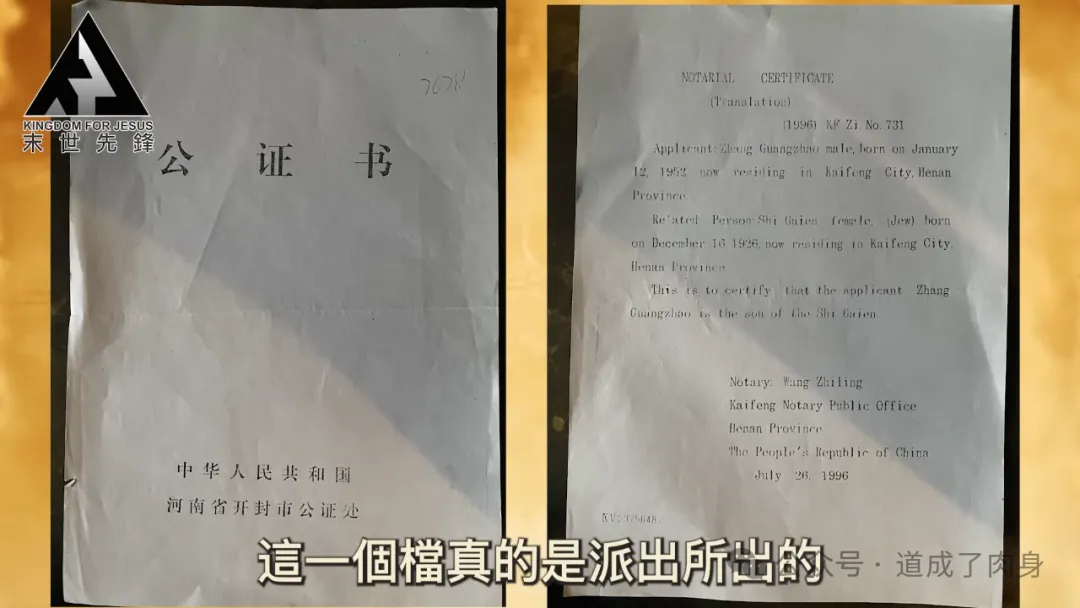 KINGDOM FOR JESUS
末世先鋒
7678
公证书
中华人民共和国
河南省开封市公证处
NOTARIAL CERTIFICATE
(Translation)
(1996) KF Zi, No. 731
Applicant: Zhang Guangzhao male, born on January
12, 1952 now residing in Kaifeng City, Henan
Province.
Related Person: Shi Gaien female, (Jew) born
on December 16 1926, now residing in Kaifeng City,
Henan Province
This is to certify that the applicant Zhang
Guangzhao is the son of the Shi Gaien.
Notary: Wang Zhiling
Kaifeng Notary Public Office
Henan Province
The People's Republic of China
July 26, 1996
這一個檔真的是派出所出的
公众号·道成了肉身